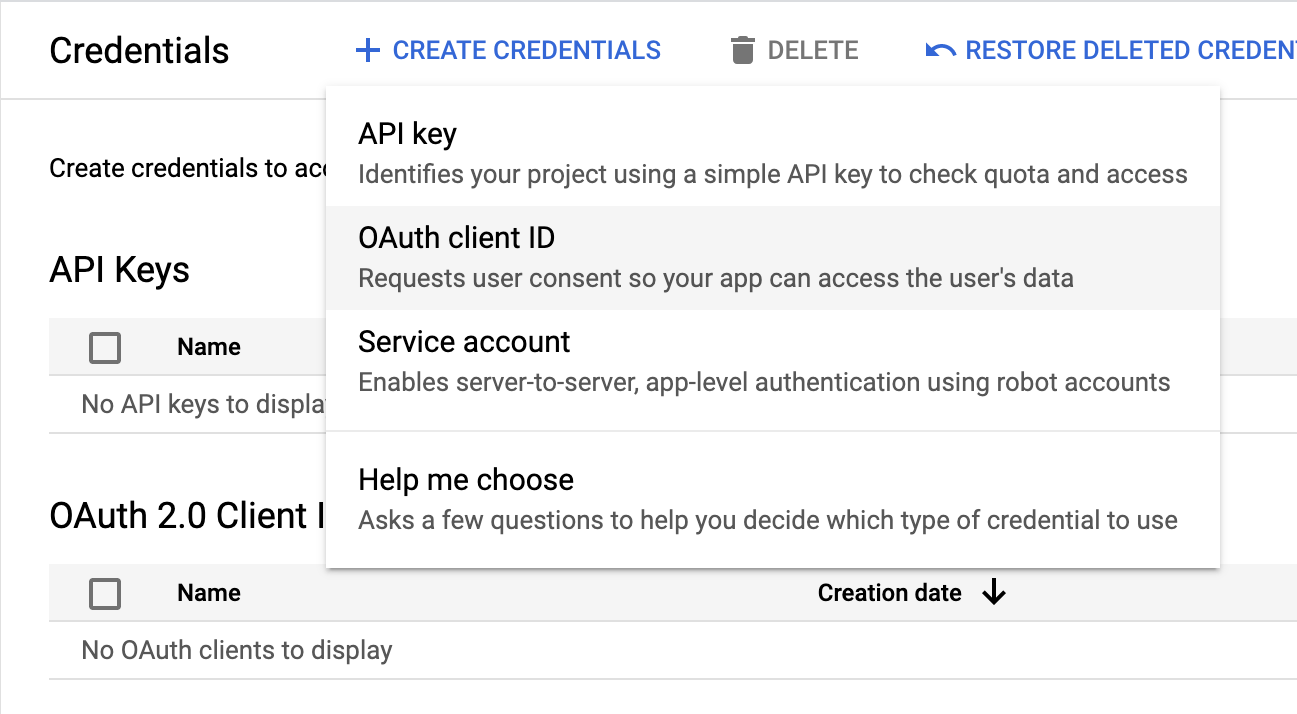 Credentials
CREATE CREDENTIALS
DELETE
RESTORE DELETED
API key
Identifies your project using a simple API key to check quota and access
Create credentials to
OAuth client ID
Requests user consent so your app can access the user's data
API Keys
Service account
Enables server-to-server, app-level authentication using robot accounts
Name
No API keys to
Help me choose
Asks a few questions to help you decide which type of credential to use
OAuth 2.0 Client
Name
Creation date
No OAuth clients to display